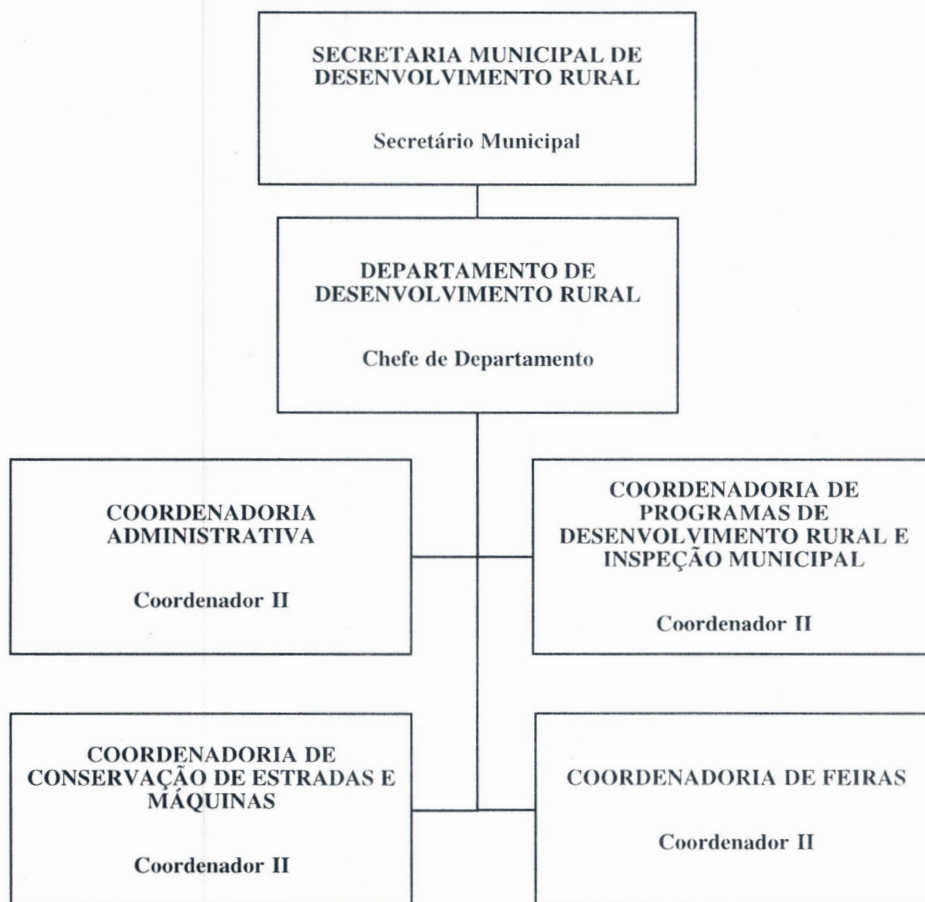 SECRETARIA MUNICIPAL DE
DESENVOLVIMENTO RURAL
Secretário Municipal
DEPARTAMENTO DE
DESENVOLVIMENTO RURAL
Chefe de Departamento
COORDENADORIA
ADMINISTRATIVA
Coordenador II
COORDENADORIA DE
PROGRAMAS DE
DESENVOLVIMENTO RURAL E
INSPEÇÃO MUNICIPAL
Coordenador II
COORDENADORIA DE
CONSERVAÇÃO DE ESTRADAS E
MÁQUINAS
Coordenador II
COORDENADORIA DE FEIRAS
Coordenador II